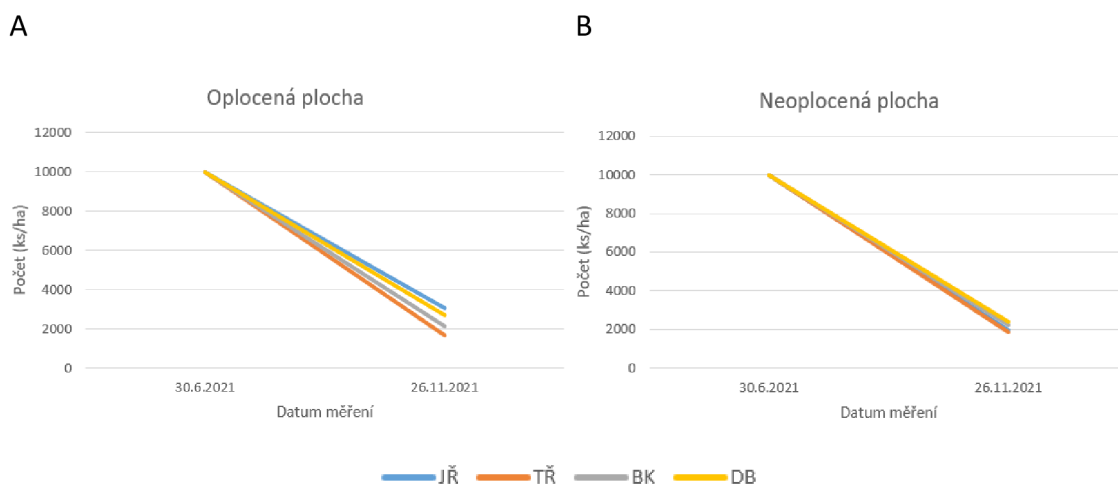 A
B
Oplocená plocha
12000
10000
8000
6000
4000
2000
0
Počet (ks/ha)
30.6.2021
26.11.2021
Datum měření
Neoplocená plocha
12000
10000
8000
6000
4000
2000
0
Počet (ks/ha)
30.6.2021
26.11.2021
Datum měření
JŘ TŘ BK DB